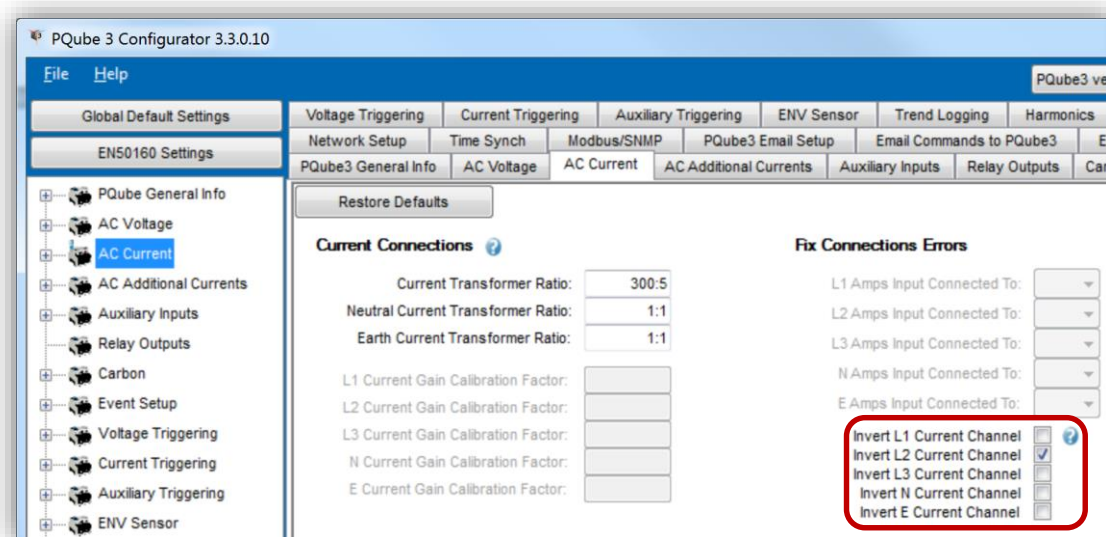 PQube 3 Configurator 3.3.0.10
File Help
PQube3 ve
Global Default Settings
EN50160 Settings
PQube General Info
AC Voltage
AC Current
AC Additional Currents
Auxiliary Inputs
Relay Outputs
Carbon
Event Setup
Voltage Triggering
Current Triggering
Auxiliary Triggering
ENV Sensor
Voltage Triggering Current Triggering Auxiliary Triggering ENV Sensor Trend Logging Harmonics
Network Setup Time Synch Modbus/SNMP PQube3 Email Setup Email Commands to PQube3 E
PQube3 General Info AC Voltage AC Current AC Additional Currents Auxiliary Inputs Relay Outputs Car
Restore Defaults
Current Connections ?
Current Transformer Ratio: 300:5
Neutral Current Transformer Ratio: 1:1
Earth Current Transformer Ratio: 1:1
L1 Current Gain Calibration Factor:
L2 Current Gain Calibration Factor:
L3 Current Gain Calibration Factor:
N Current Gain Calibration Factor:
E Current Gain Calibration Factor:
Fix Connections Errors
L1 Amps Input Connected To:
L2 Amps Input Connected To:
L3 Amps Input Connected To:
N Amps Input Connected To:
E Amps Input Connected To:
Invert L1 Current Channel ?
Invert L2 Current Channel
Invert L3 Current Channel
Invert N Current Channel
Invert E Current Channel